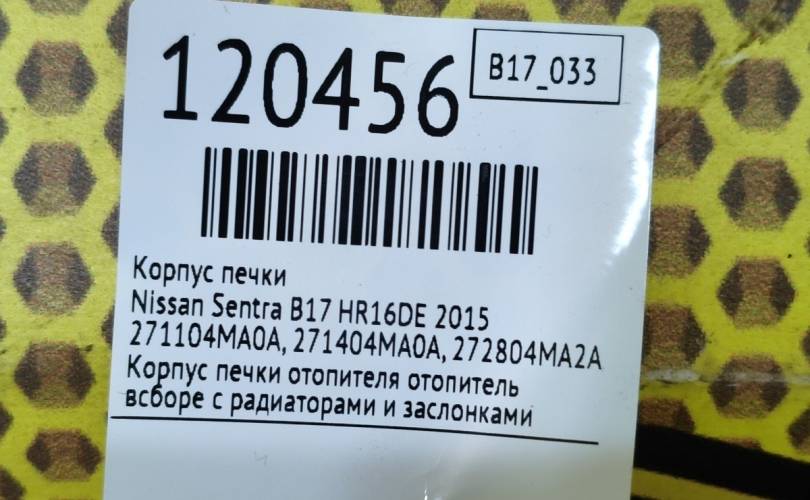 120456
B17_033
Корпус печки
Nissan Sentra B17 HR16DE 2015
271104MA0A, 271404MA0A, 272804MA2A
Корпус печки отопителя отопитель
всборе с радиаторами и заслонками